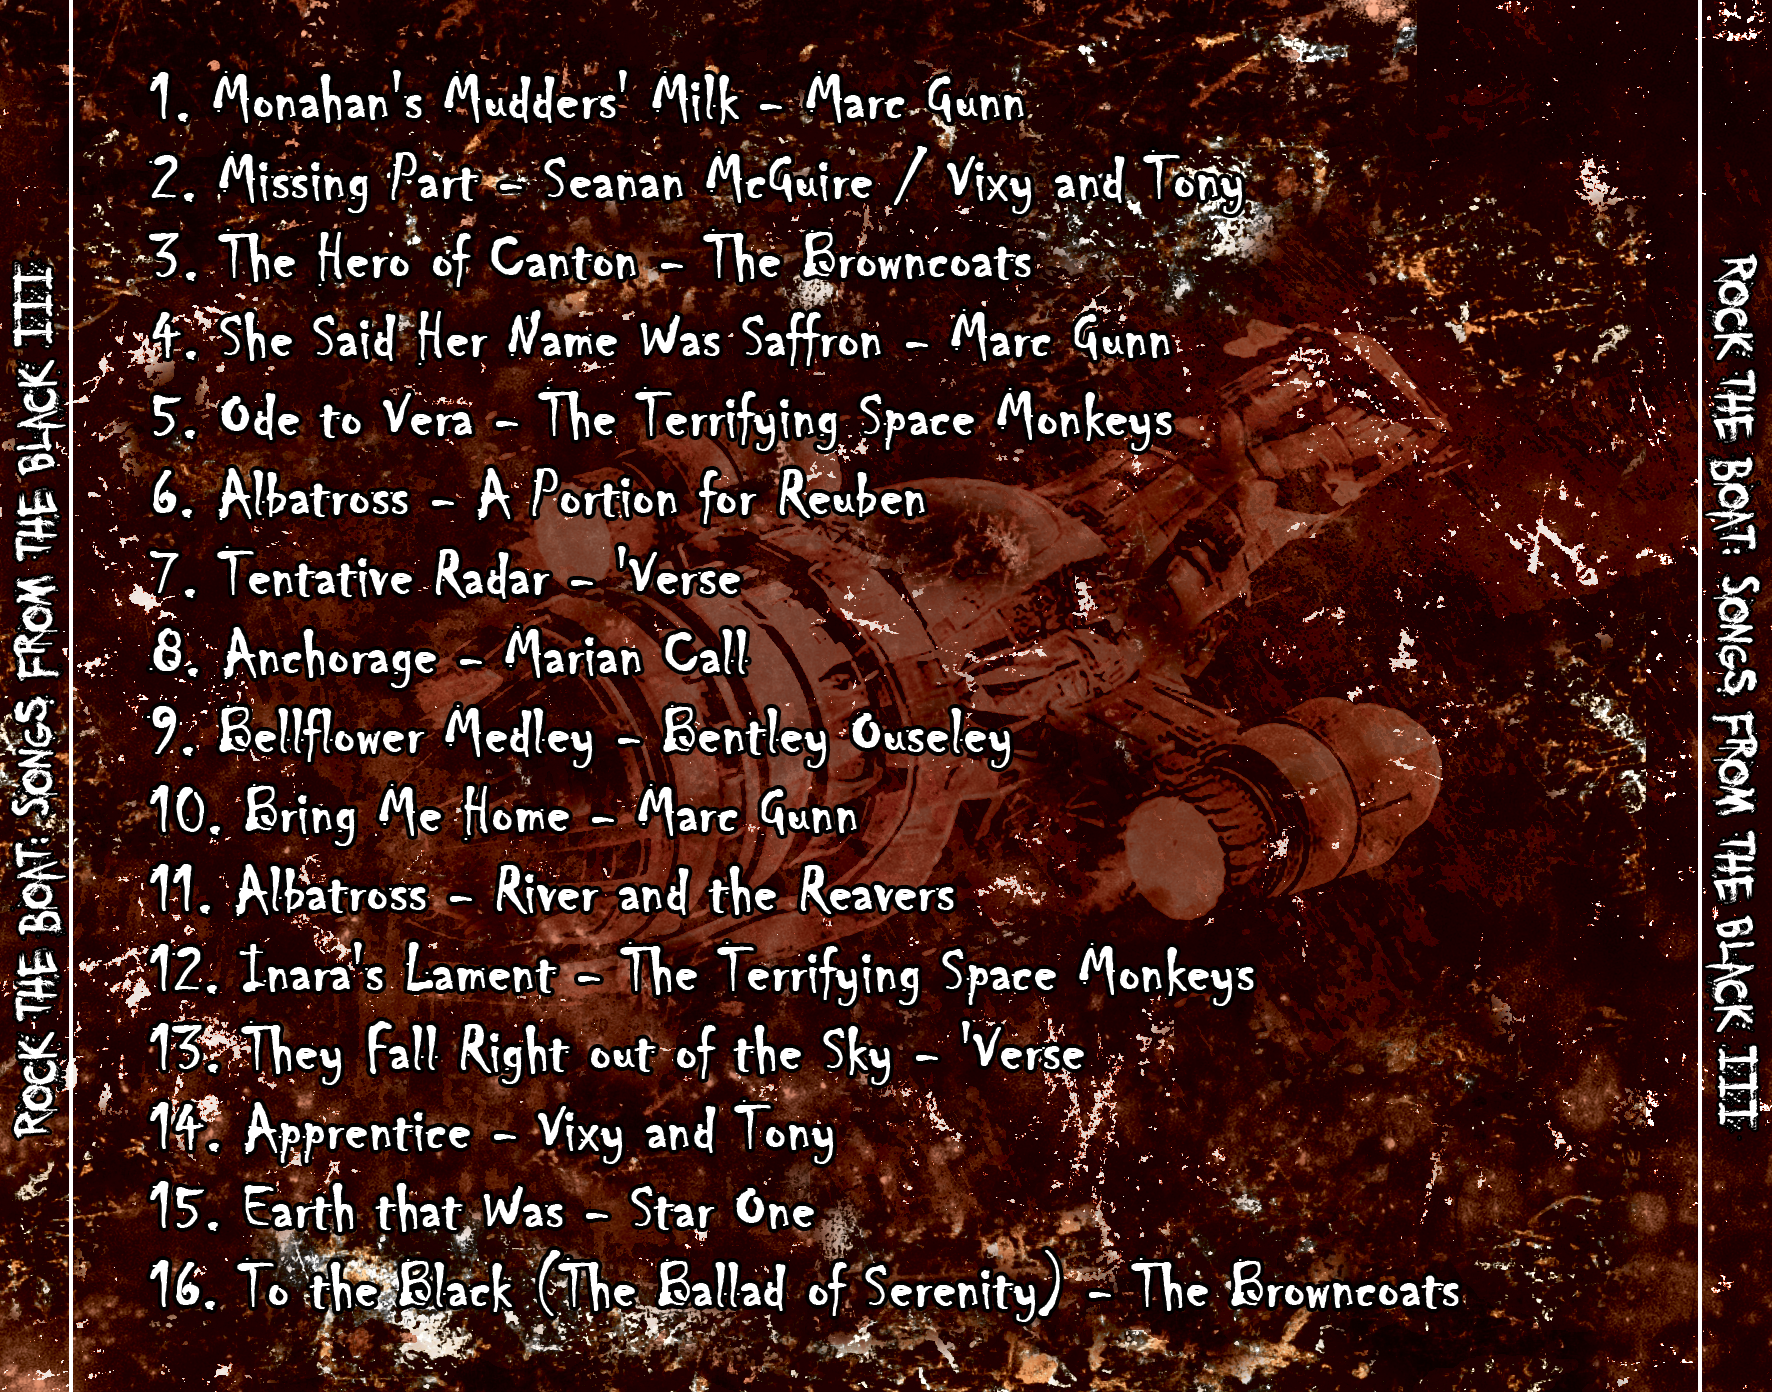 1. Monahan's Mudders' Milk - Marc Gunn
2. Missing Part - Seanan McGuire / Vixy and Tony
3. The Hero of Canton - The Browncoats
4. She Said Her Name Was Saffron - Marc Gunn
5. Ode to Vera - The Terrifying Space Monkeys
6. Albatross - A Portion for Reuben
7. Tentative Radar - 'Verse
8. Anchorage - Marian Call
9. Bellflower Medley - Bentley Ouseley
10. Bring Me Home - Marc Gunn
11. Albatross - River and the Reavers
12. Inara's Lament - The Terrifying Space Monkeys
13. They Fall Right out of the Sky - 'Verse
14. Apprentice - Vixy and Tony
15. Earth that Was - Star One
16. To the Black (The Ballad of Serenity) - The Browncoats
ROCK THE BOAT: SONGS FROM THE BLACK III
ROCK THE BOAT: SONGS FROM THE BLACK III